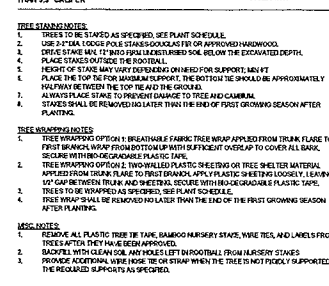 TREE STAKING NOTES:
1. TREES TO BE STAKED AS SPECIFIED, SEE PLANT SCHEDULE.
2. USE 2-2" DIA. LODGE POLE STAKES-DOUGLAS FIR OR APPROVED HARDWOOD.
3. DRIVE STAKE MIN. 12" INTO FIRM UNDISTURBED SOIL BELOW THE EXCAVATED DEPTH.
4. PLACE STAKES OUTSIDE THE ROOTBALL.
5. HEIGHT OF STAKE MAY VARY DEPENDING ON NEED FOR SUPPORT; MIN 4'
6. PLACE THE TOP TIE FOR MAXIMUM SUPPORT, THE BOTTOM TIE SHOULD BE APPROXIMATELY
HALFWAY BETWEEN THE TOP TIE AND THE GROUND.
7. ALWAYS PLACE STAKE TO PREVENT DAMAGE TO TREE AND CAMBIUM.
8. STAKES SHALL BE REMOVED NO LATER THAN THE END OF FIRST GROWING SEASON AFTER
PLANTING.
TREE WRAPPING NOTES:
1. TREE WRAPPING OPTION 1: BREATHABLE FABRIC TREE WRAP APPLIED FROM TRUNK FLARE TO
FIRST BRANCH, WRAP FROM BOTTOM UP WITH SUFFICIENT OVERLAP TO COVER ALL BARK,
SECURE WITH BIO-DEGRADABLE PLASTIC TAPE.
2. TREE WRAPPING OPTION 2: TWO-WALLED PLASTIC SHEETING OR TREE SHELTER MATERIAL
APPLIED FROM TRUNK FLARE TO FIRST BRANCH, APPLY PLASTIC SHEETING LOOSELY, LEAVING
1/2" GAP BETWEEN TRUNK AND SHEETING, SECURE WITH BIO-DEGRADABLE PLASTIC TAPE.
3. TREES TO BE WRAPPED AS SPECIFIED, SEE PLANT SCHEDULE.
4. TREE WRAP SHALL BE REMOVED NO LATER THAN THE END OF THE FIRST GROWING SEASON
AFTER PLANTING.
MISC. NOTES:
1. REMOVE ALL PLASTIC TREE TIE TAPE, BAMBOO NURSERY STAKE, WIRE TIES, AND LABELS FROM
TREES AFTER THEY HAVE BEEN APPROVED.
2. BACKFILL WITH CLEAN SOIL ANY HOLES LEFT IN ROOTBALL FROM NURSERY STAKES
3. PROVIDE ADDITIONAL WIRE HOSE TIE OR STRAP WHEN THE TREE IS NOT RIGIDLY SUPPORTED
THE REQUIRED SUPPORTS AS SPECIFIED.